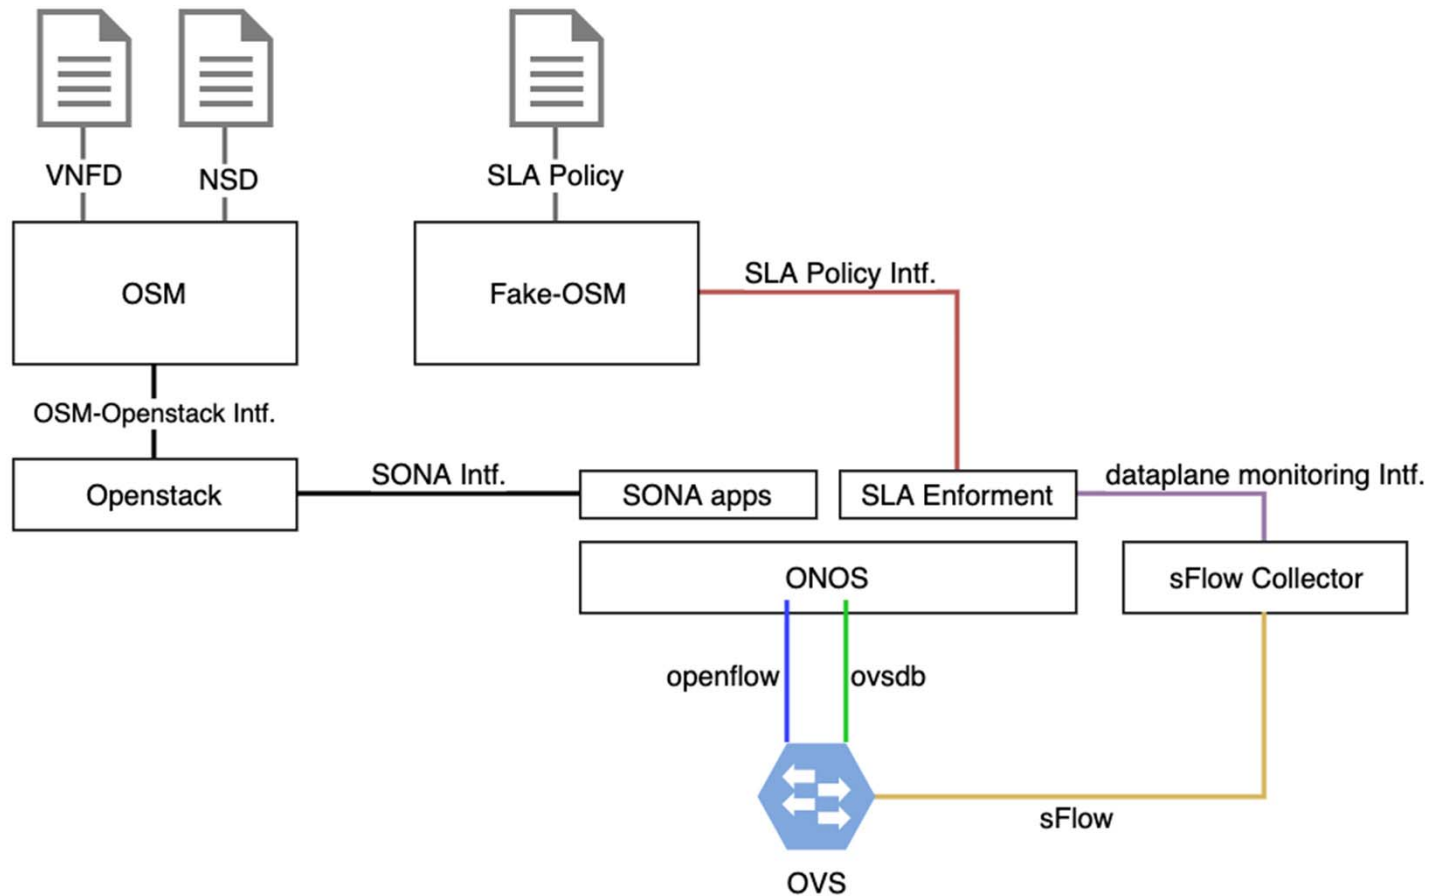 VNFD
NSD
SLA Policy
OSM
Fake-OSM
SLA Policy Intf.
OSM-Openstack Intf.
Openstack
SONA Intf.
SONA apps
SLA Enforment
dataplane monitoring Intf.
ONOS
sFlow Collector
openflow
ovsdb
sFlow
OVS